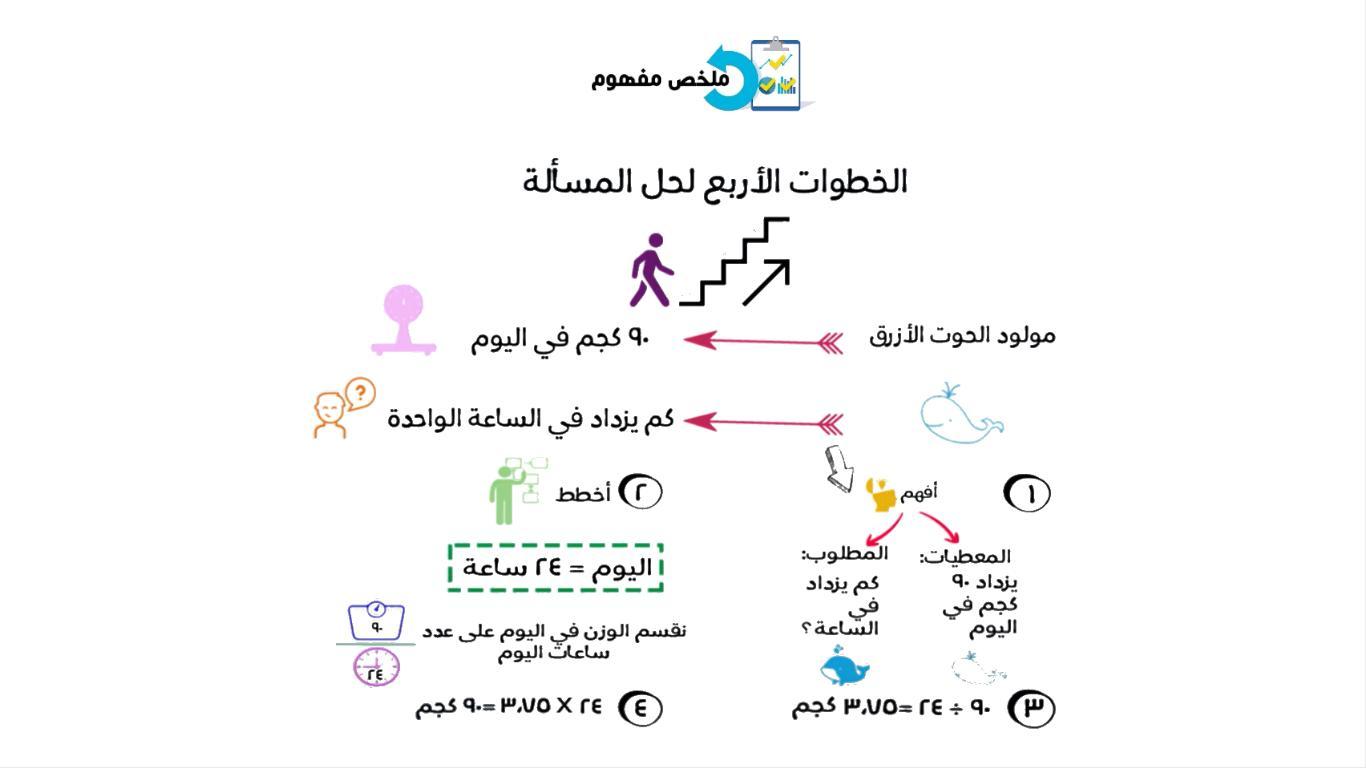 ملخص مفهوم
الخطوات الأربع لحل المسألة
مولود الحوت الأزرق
٩٠ كجم في اليوم
كم يزداد في الساعة الواحدة
?
١
أفهم
المعطيات:
يزداد ٩٠
كجم في
اليوم
المطلوب:
كم يزداد
في
الساعة؟
٢
أخطط
اليوم = ٢٤ ساعة
نقسم الوزن في اليوم على عدد
ساعات اليوم
٩٠
٢٤
٣
٩٠ ÷ ٢٤ =٣،٧٥ كجم
٤
٢٤ X ٣،٧٥ =٩٠ كجم